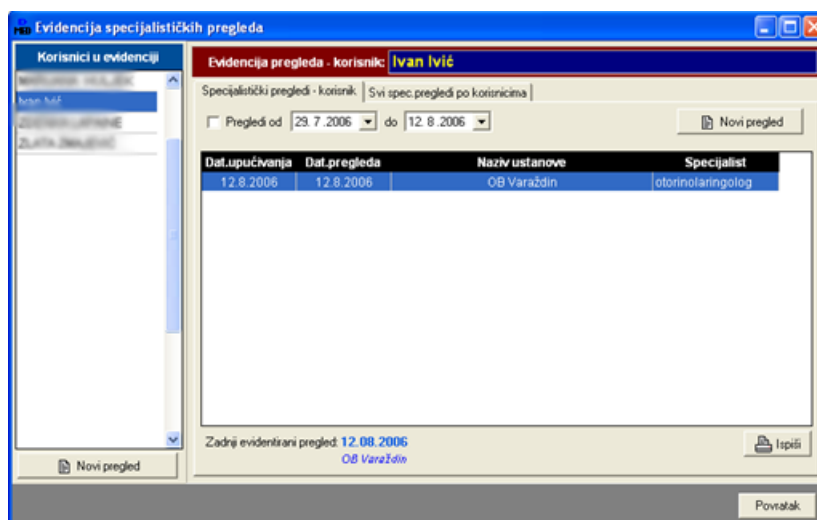 Evidencija specijalističkih pregleda
Korisnici u evidenciji
Ivan Ivić
Novi pregled
Evidencija pregleda - korisnik: Ivan Ivić
Specijalistički pregledi - korisnik Svi spec.pregledi po korisnicima
Pregledi od 29. 7 .2006 do 12. 8 .2006 Novi pregled
Dat.upućivanja Dat.pregleda Naziv ustanove Specijalist
12.8.2006 12.8.2006 OB Varaždin otorinolaringolog
Zadnji evidentirani pregled: 12.08.2006
OB Varaždin
Ispiši
Povratak